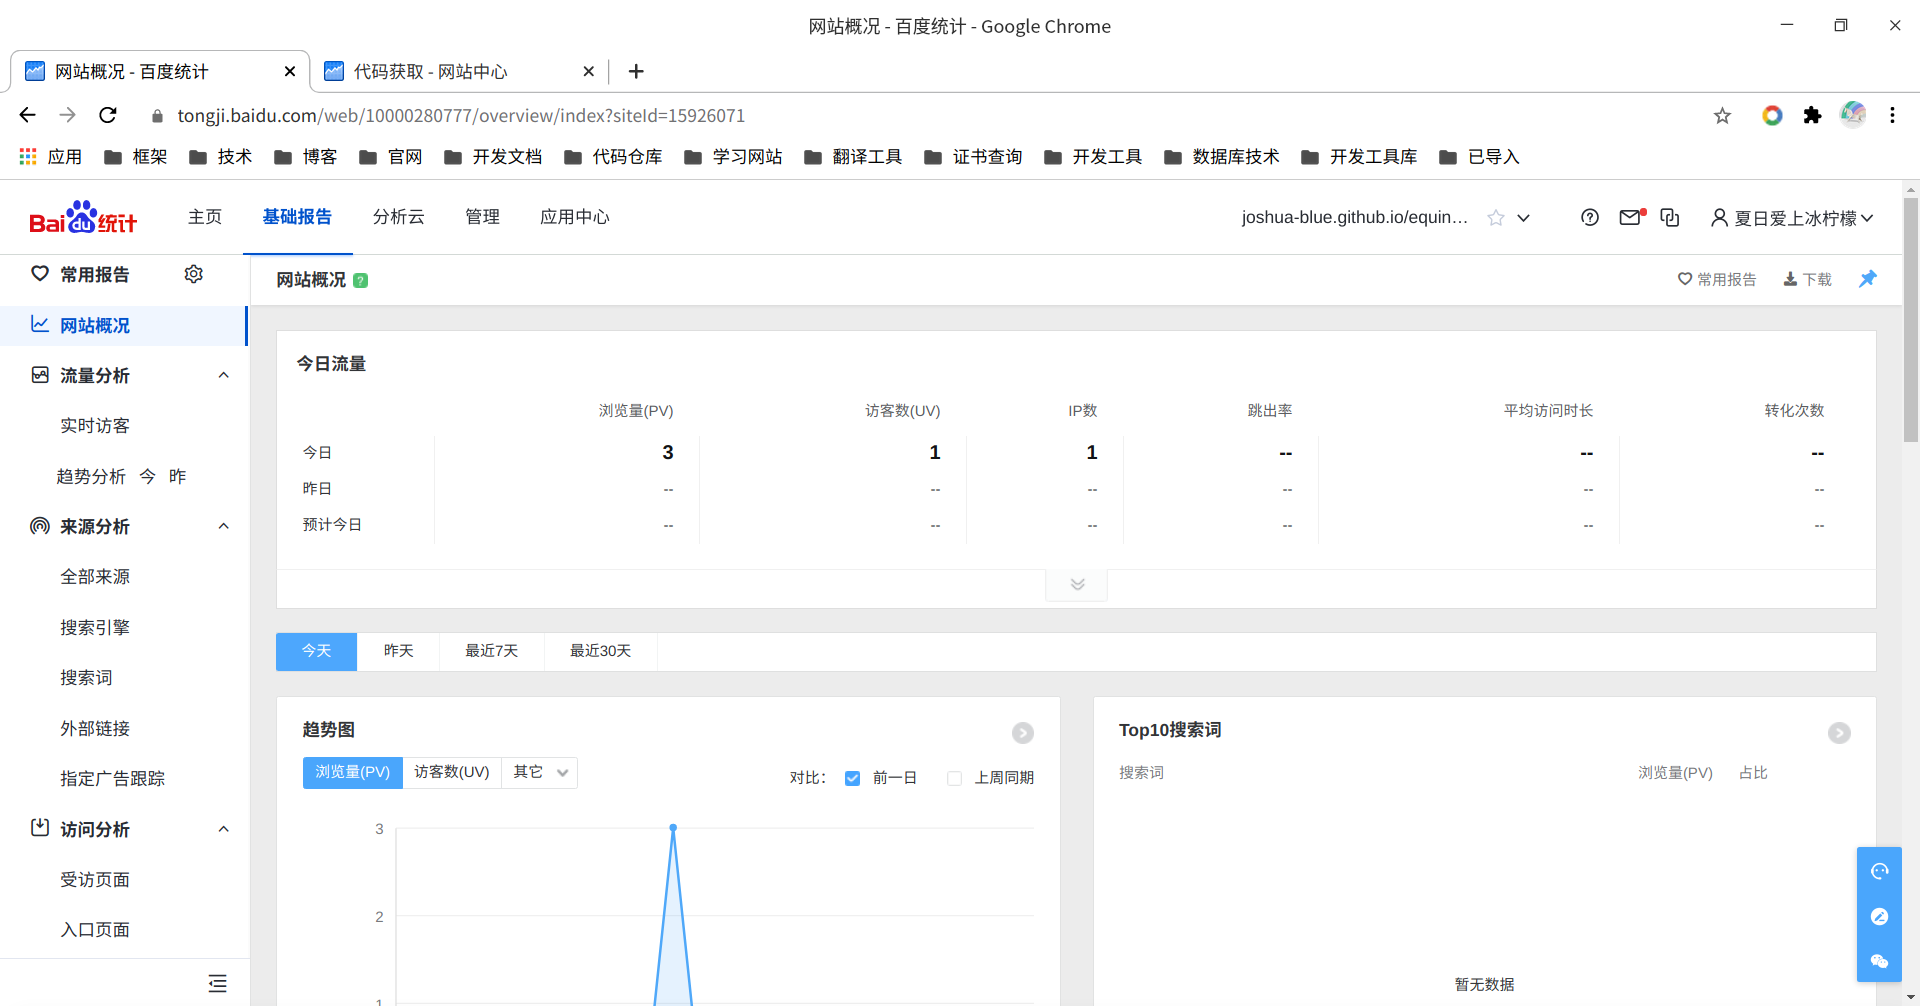 网站概况 - 百度统计 - Google Chrome
网站概况 - 百度统计
代码获取 - 网站中心
tongji.baidu.com/web/10000280777/overview/index?siteId=15926071
应用 框架 技术 博客 官网 开发文档 代码仓库 学习网站 翻译工具 证书查询 开发工具 数据库技术 开发工具库 已导入
Bai du 统计 主页 基础报告 分析云 管理 应用中心 joshua-blue.github.io/equin... 夏日爱上冰柠檬
常用报告
网站概况
流量分析
实时访客
趋势分析 今 昨
来源分析
全部来源
搜索引擎
搜索词
外部链接
指定广告跟踪
访问分析
受访页面
入口页面
网站概况 ? 常用报告 下载
今日流量
浏览量(PV) 访客数(UV) IP数 跳出率 平均访问时长 转化次数
今日 3 1 1 -- -- --
昨日 -- -- -- -- -- --
预计今日 -- -- -- -- -- --
今天 昨天 最近7天 最近30天
趋势图
浏览量(PV) 访客数(UV) 其它 对比： 前一日 上周同期
3
2
1
Top10搜索词
搜索词 浏览量(PV) 占比
暂无数据